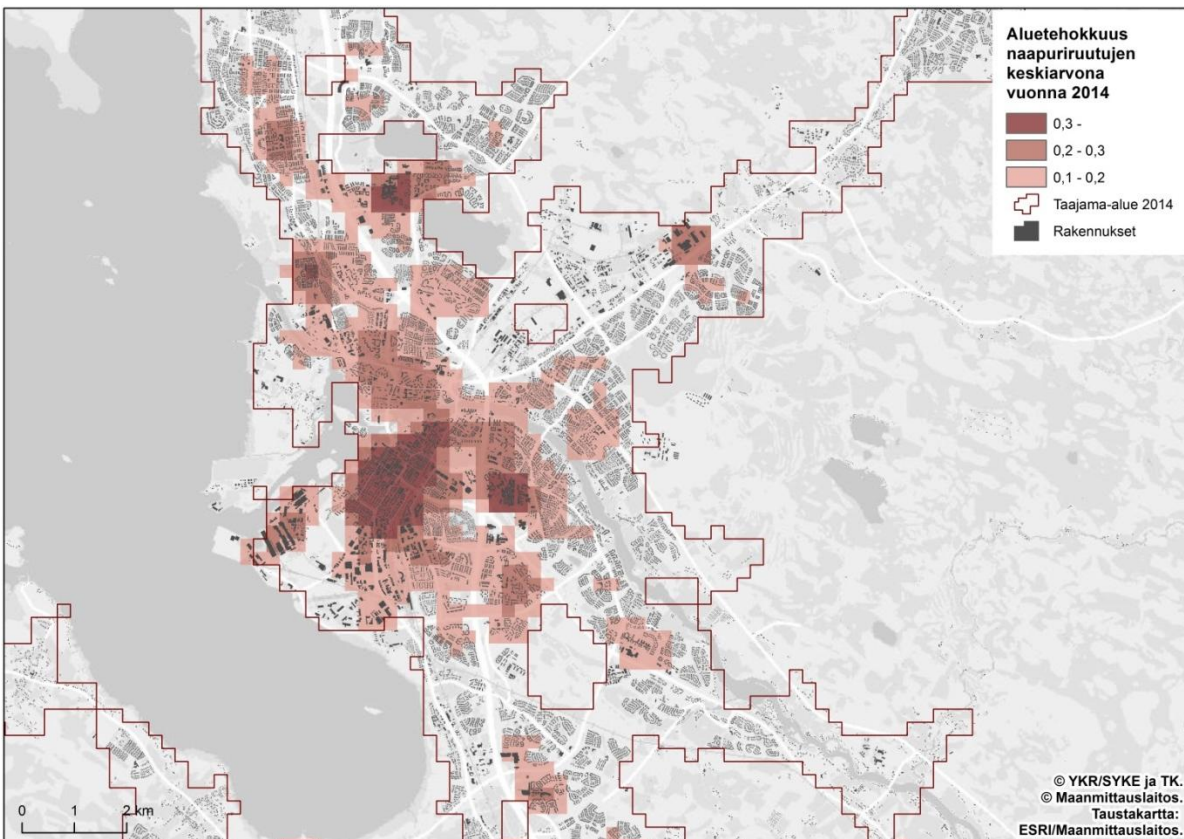 Aluetehokkuus
naapuriruutujen
keskiarvona
vuonna 2014
0,3 -
0,2 - 0,3
0,1 - 0,2
Taajama-alue 2014
Rakennukset
0 1 2 km
© YKR/SYKE ja TK.
© Maanmittauslaitos.
Taustakartta:
ESRI/Maanmittauslaitos.